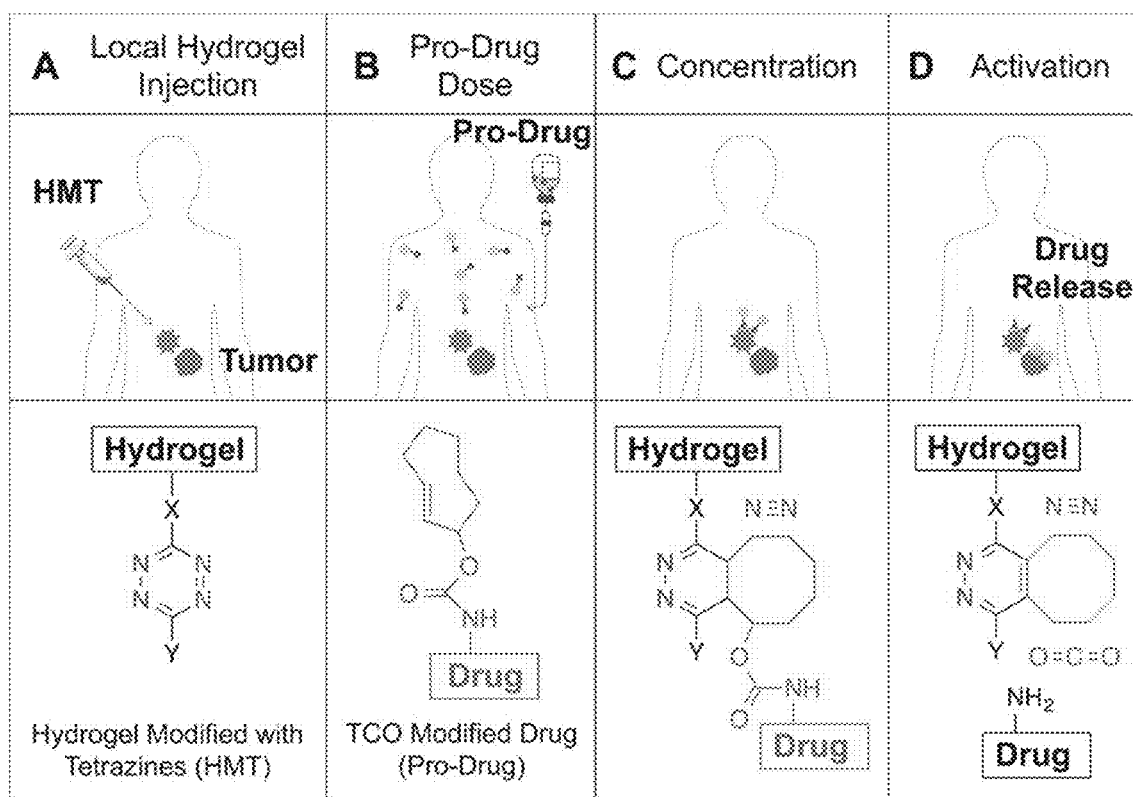 A Local Hydrogel
Injection
B Pro-Drug
Dose
C Concentration
D Activation
HMT
Tumor
Pro-Drug
Drug
Release
Hydrogel
X
N N
N N
Y
Hydrogel Modified with
Tetrazines (HMT)
O
O
NH
Drug
TCO Modified Drug
(Pro-Drug)
Hydrogel
X
N≡N
N
N
Y
O
NH
O
Drug
Hydrogel
X
N≡N
N
N
Y
O=C=O
NH2
Drug